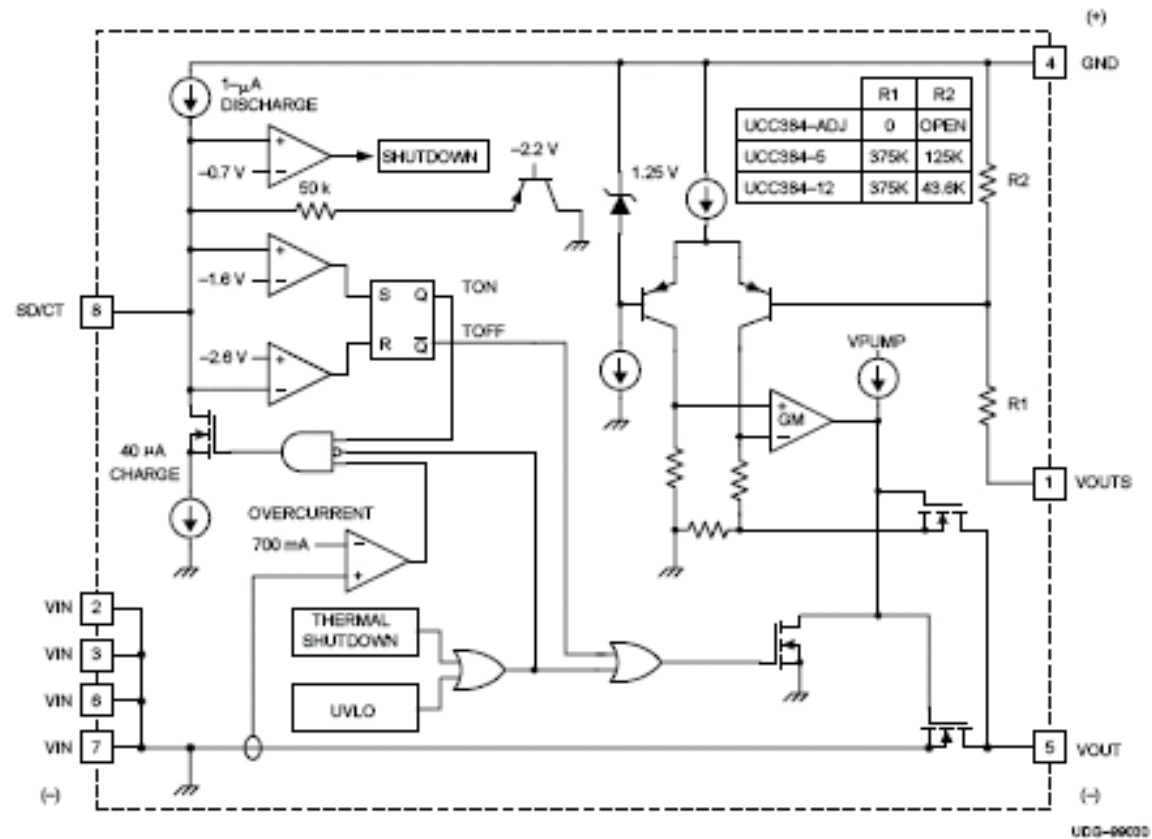 (+)
4 GND
1–μA
DISCHARGE
R1 R2
UCC384–ADJ 0 OPEN
UCC384–5 375K 125K
UCC384–12 375K 43.6K
+
–0.7 V –
SHUTDOWN
–2.2 V
50 k
1.25 V
R2
+
–1.6 V –
S Q TON
SD/CT 8
R Q TOFF
–2.6 V +
–
VPUMP
+
GM
–
R1
40 μA
CHARGE
1 VOUTS
OVERCURRENT
700 mA –
+
VIN 2
THERMAL
SHUTDOWN
VIN 3
VIN 6
UVLO
VIN 7
5 VOUT
(–)
(–)
UDG–99030